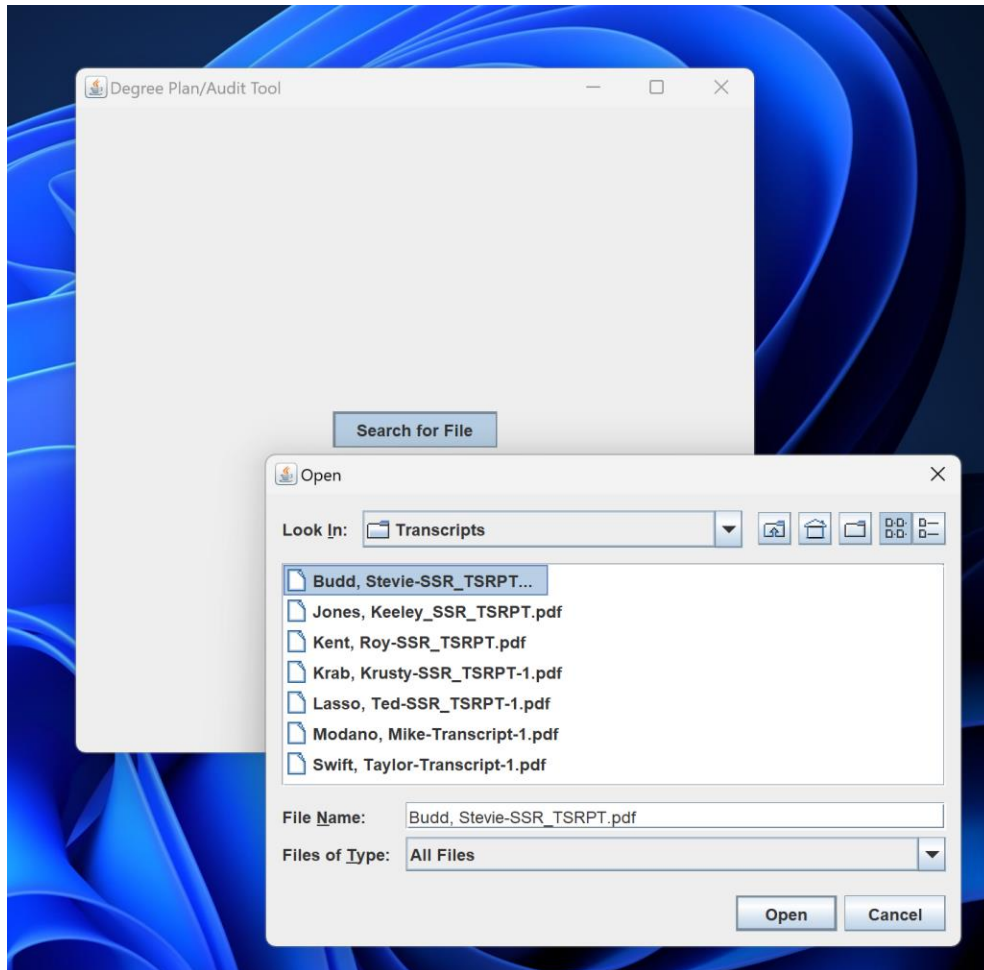 Degree Plan/Audit Tool
Search for File
Open
Look In: Transcripts
Budd, Stevie-SSR_TSRPT...
Jones, Keeley_SSR_TSRPT.pdf
Kent, Roy-SSR_TSRPT.pdf
Krab, Krusty-SSR_TSRPT-1.pdf
Lasso, Ted-SSR_TSRPT-1.pdf
Modano, Mike-Transcript-1.pdf
Swift, Taylor-Transcript-1.pdf
File Name: Budd, Stevie-SSR_TSRPT.pdf
Files of Type: All Files
Open Cancel